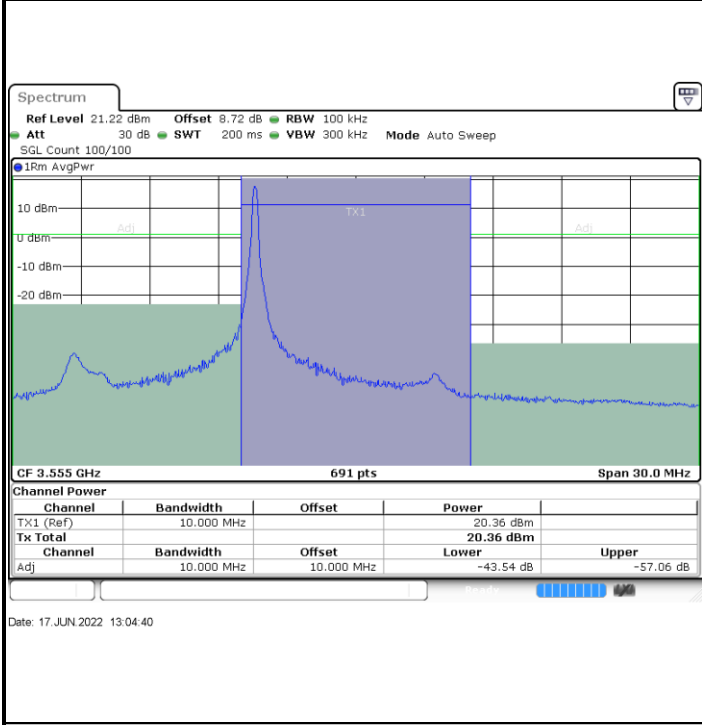 Spectrum
Ref Level 21.22 dBm Offset 8.72 dB RBW 100 kHz
Att 30 dB SWT 200 ms VBW 300 kHz Mode Auto Sweep
SGL Count 100/100
1Rm AvgPwr
10 dBm
TX1
Adj Adj
0 dBm
-10 dBm
-20 dBm
CF 3.555 GHz 691 pts Span 30.0 MHz
Channel Power
Channel Bandwidth Offset Power
TX1 (Ref) 10.000 MHz 20.36 dBm
Tx Total 20.36 dBm
Channel Bandwidth Offset Lower Upper
Adj 10.000 MHz 10.000 MHz -43.54 dB -57.06 dB
Ready
Date: 17.JUN.2022 13:04:40